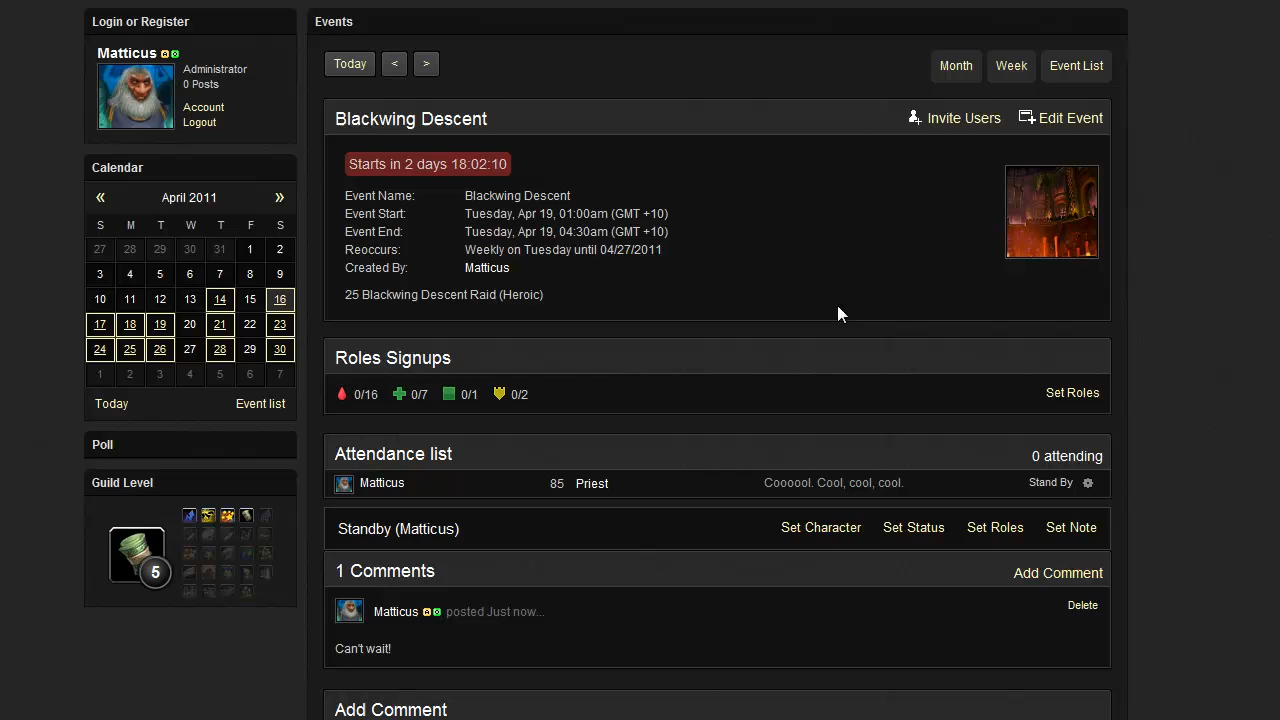 Login or Register
Matticus
Administrator
0 Posts
Account
Logout
Calendar
« April 2011 »
S M T W T F S
27 28 29 30 31 1 2
3 4 5 6 7 8 9
10 11 12 13 14 15 16
17 18 19 20 21 22 23
24 25 26 27 28 29 30
1 2 3 4 5 6 7
Today Event list
Poll
Guild Level
5
Events
Today < > Month Week Event List
Blackwing Descent Invite Users Edit Event
Starts in 2 days 18:02:10
Event Name: Blackwing Descent
Event Start: Tuesday, Apr 19, 01:00am (GMT +10)
Event End: Tuesday, Apr 19, 04:30am (GMT +10)
Reoccurs: Weekly on Tuesday until 04/27/2011
Created By: Matticus
25 Blackwing Descent Raid (Heroic)
Roles Signups
0/16 0/7 0/1 0/2 Set Roles
Attendance list 0 attending
Matticus 85 Priest Coooool. Cool, cool, cool. Stand By
Standby (Matticus) Set Character Set Status Set Roles Set Note
1 Comments Add Comment
Matticus posted Just now... Delete
Can't wait!
Add Comment